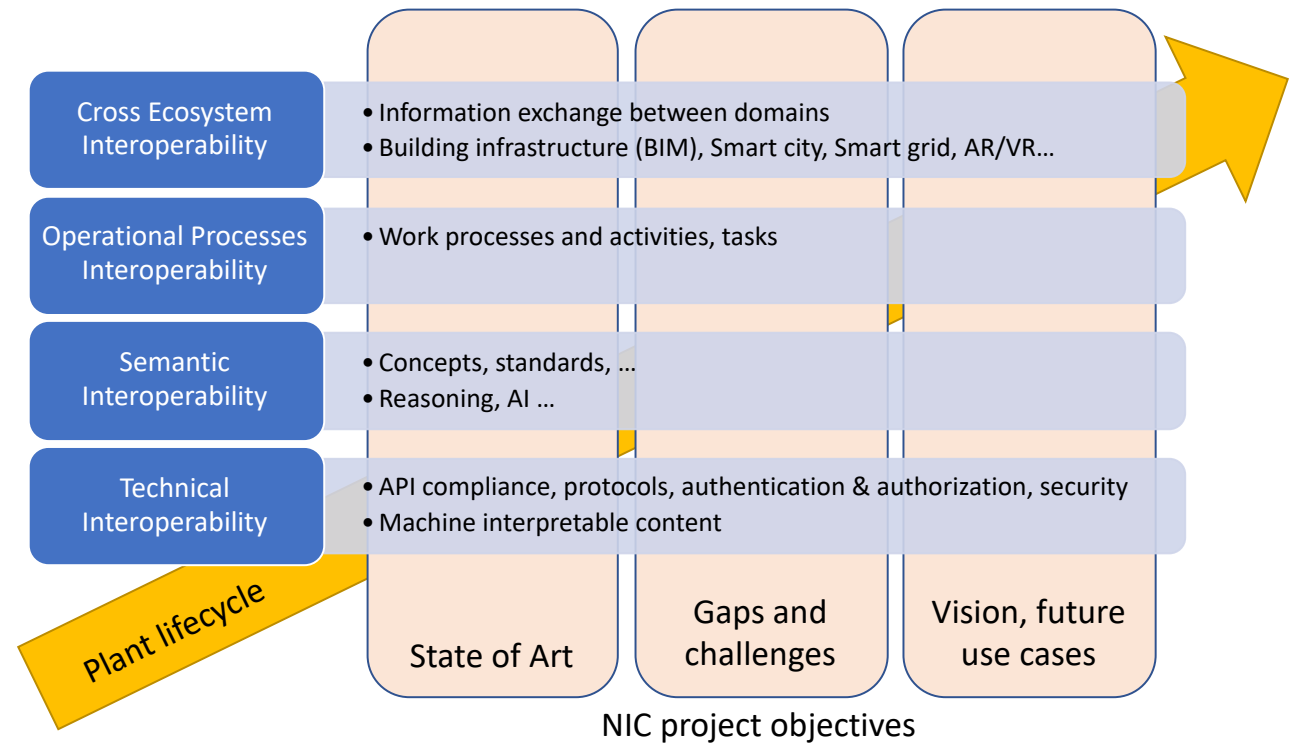 Cross Ecosystem
Interoperability
• Information exchange between domains
• Building infrastructure (BIM), Smart city, Smart grid, AR/VR…
Operational Processes
Interoperability
• Work processes and activities, tasks
Semantic
Interoperability
• Concepts, standards, …
• Reasoning, AI …
Technical
Interoperability
• API compliance, protocols, authentication & authorization, security
• Machine interpretable content
Plant lifecycle
State of Art
Gaps and
challenges
Vision, future
use cases
NIC project objectives